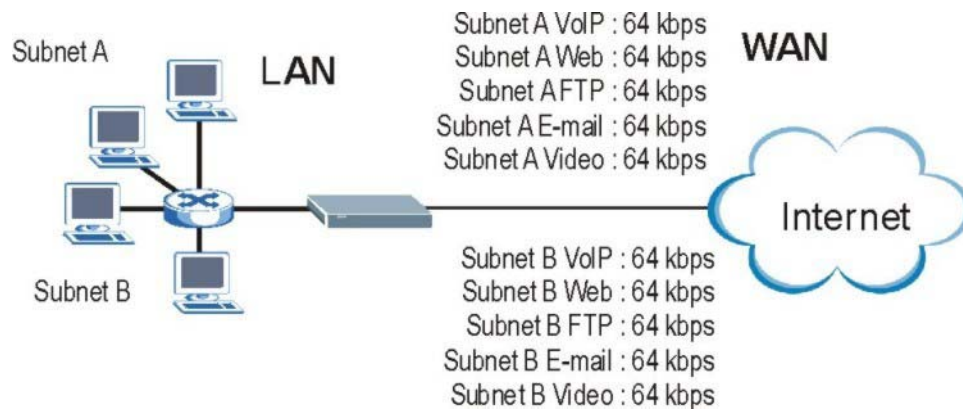 Subnet A
LAN
Subnet B
Subnet A VoIP : 64 kbps
Subnet A Web : 64 kbps
Subnet A FTP : 64 kbps
Subnet A E-mail : 64 kbps
Subnet A Video : 64 kbps
WAN
Internet
Subnet B VoIP : 64 kbps
Subnet B Web : 64 kbps
Subnet B FTP : 64 kbps
Subnet B E-mail : 64 kbps
Subnet B Video : 64 kbps